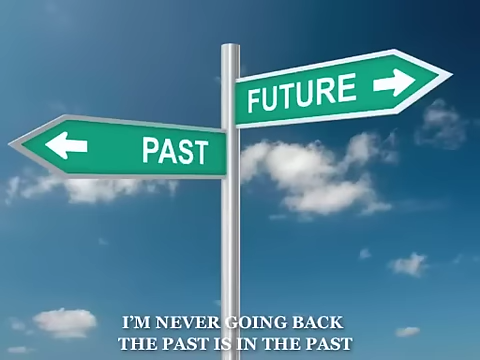 FUTURE
PAST
I'M NEVER GOING BACK
THE PAST IS IN THE PAST